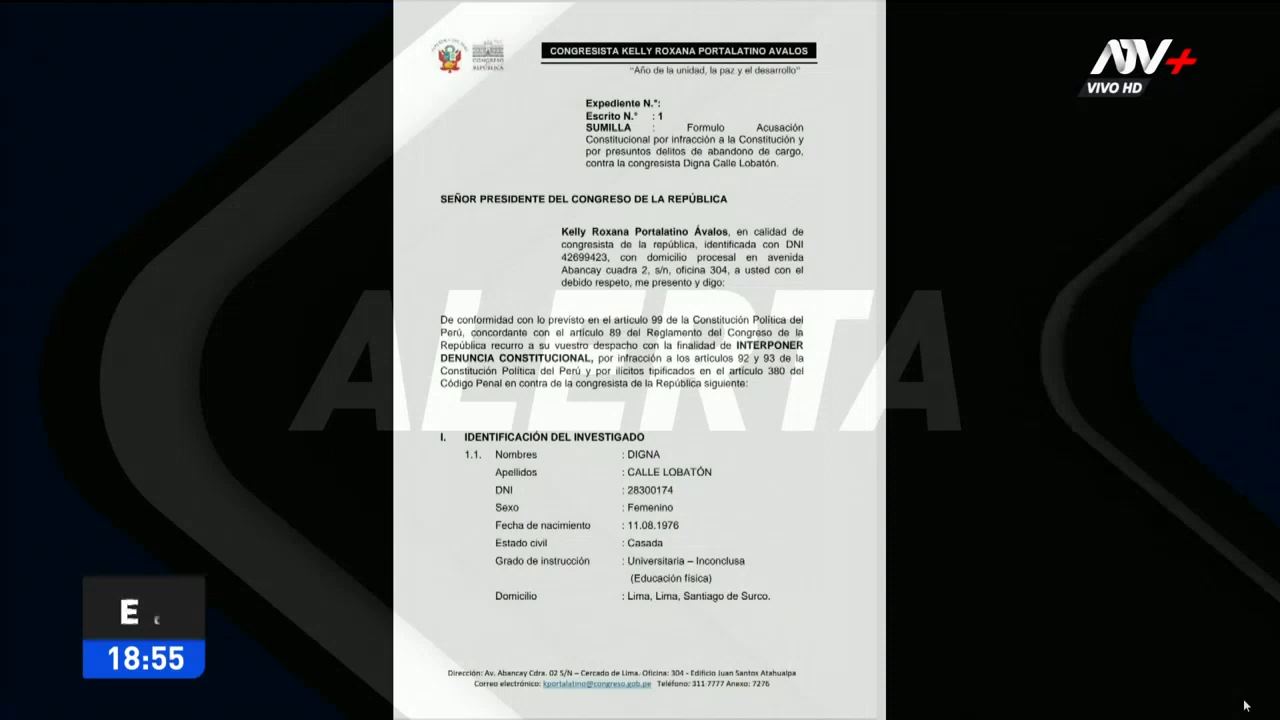 CONGRESO
REPÚBLICA
CONGRESISTA KELLY ROXANA PORTALATINO AVALOS
"Año de la unidad, la paz y el desarrollo"
ATV+
VIVO HD
Expediente N.°:
Escrito N.° : 1
SUMILLA : Formulo Acusación
Constitucional por infracción a la Constitución y
por presuntos delitos de abandono de cargo,
contra la congresista Digna Calle Lobatón.
SEÑOR PRESIDENTE DEL CONGRESO DE LA REPÚBLICA
Kelly Roxana Portalatino Ávalos, en calidad de
congresista de la república, identificada con DNI
42699423, con domicilio procesal en avenida
Abancay cuadra 2, s/n, oficina 304, a usted con el
debido respeto, me presento y digo:
ALERTA
De conformidad con lo previsto en el artículo 99 de la Constitución Política del
Perú, concordante con el artículo 89 del Reglamento del Congreso de la
República recurro a su vuestro despacho con la finalidad de INTERPONER
DENUNCIA CONSTITUCIONAL, por infracción a los artículos 92 y 93 de la
Constitución Política del Perú y por ilícitos tipificados en el artículo 380 del
Código Penal en contra de la congresista de la República siguiente:
I. IDENTIFICACIÓN DEL INVESTIGADO
1.1. Nombres : DIGNA
Apellidos : CALLE LOBATÓN
DNI : 28300174
Sexo : Femenino
Fecha de nacimiento : 11.08.1976
Estado civil : Casada
Grado de instrucción : Universitaria – Inconclusa
(Educación física)
Domicilio : Lima, Lima, Santiago de Surco.
E
18:55
Dirección: Av. Abancay Cdra. 02 S/N – Cercado de Lima. Oficina: 304 - Edificio Juan Santos Atahualpa
Correo electrónico: kportalatino@congreso.gob.pe Teléfono: 311 7777 Anexo: 7276